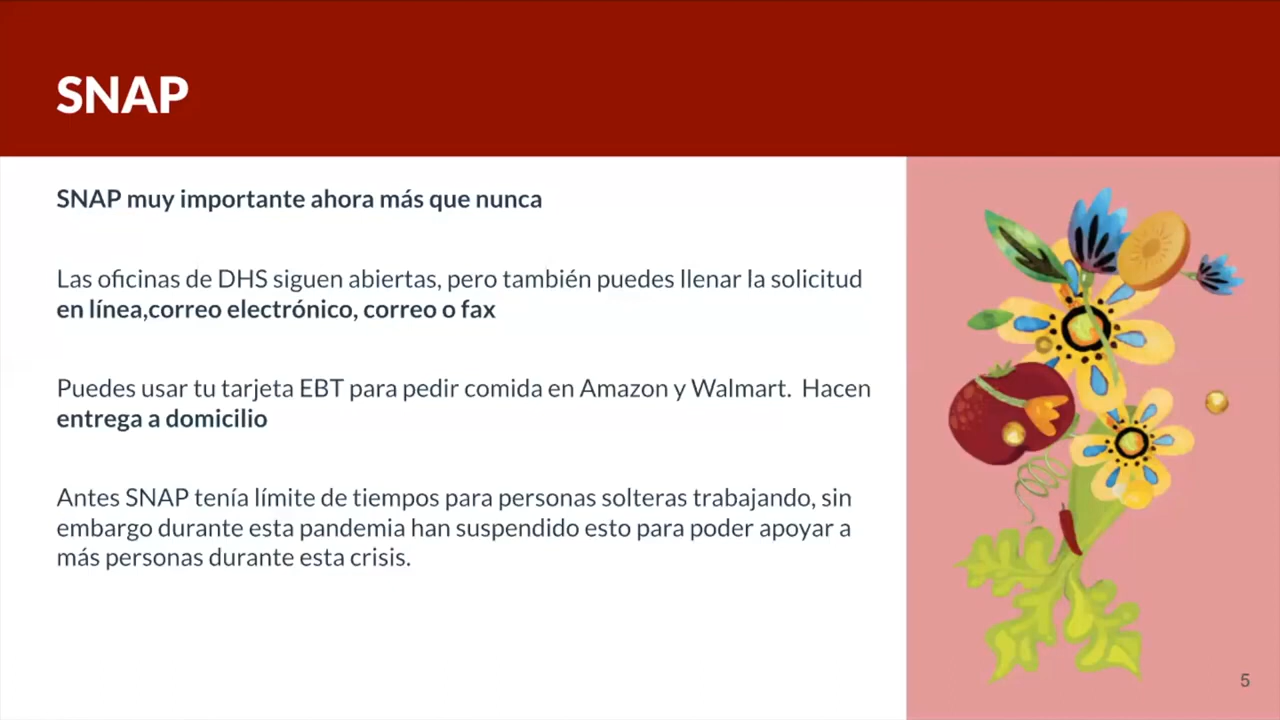 SNAP
SNAP muy importante ahora más que nunca
Las oficinas de DHS siguen abiertas, pero también puedes llenar la solicitud
en línea,correo electrónico, correo o fax
Puedes usar tu tarjeta EBT para pedir comida en Amazon y Walmart.  Hacen
entrega a domicilio
Antes SNAP tenía límite de tiempos para personas solteras trabajando, sin
embargo durante esta pandemia han suspendido esto para poder apoyar a
más personas durante esta crisis.
5